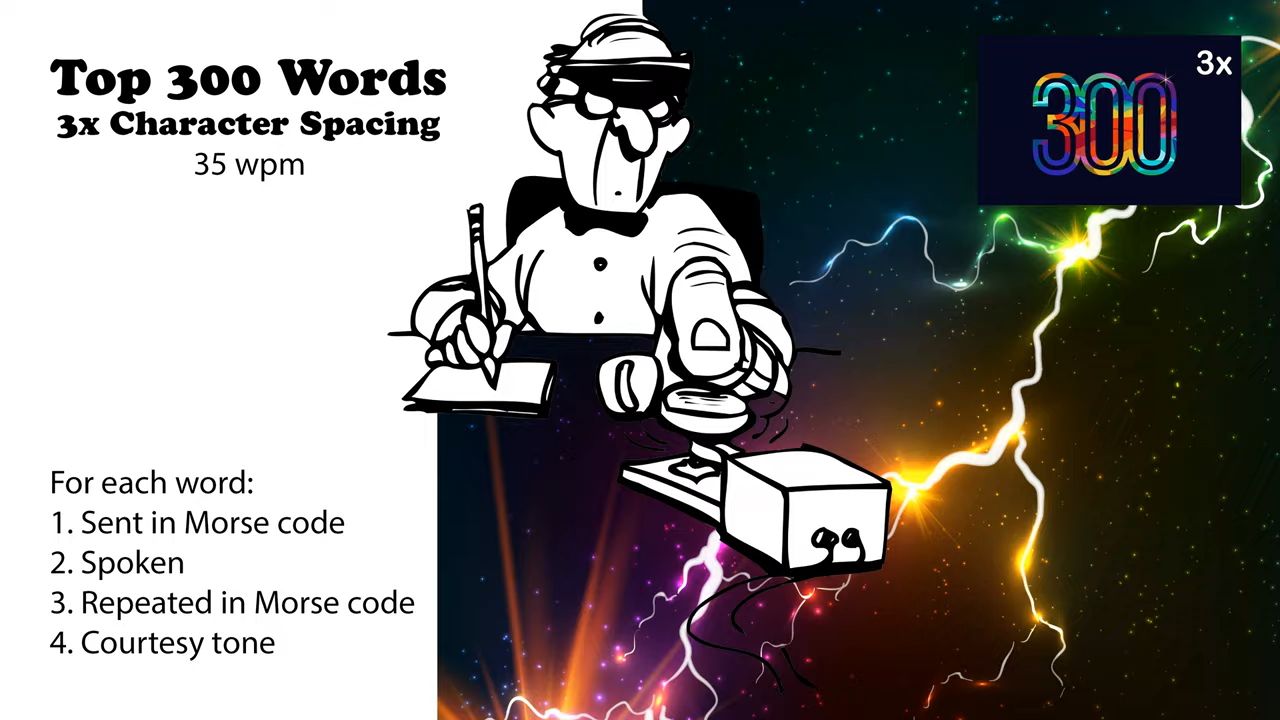 Top 300 Words
3x Character Spacing
35 wpm
3x
300
For each word:
1. Sent in Morse code
2. Spoken
3. Repeated in Morse code
4. Courtesy tone